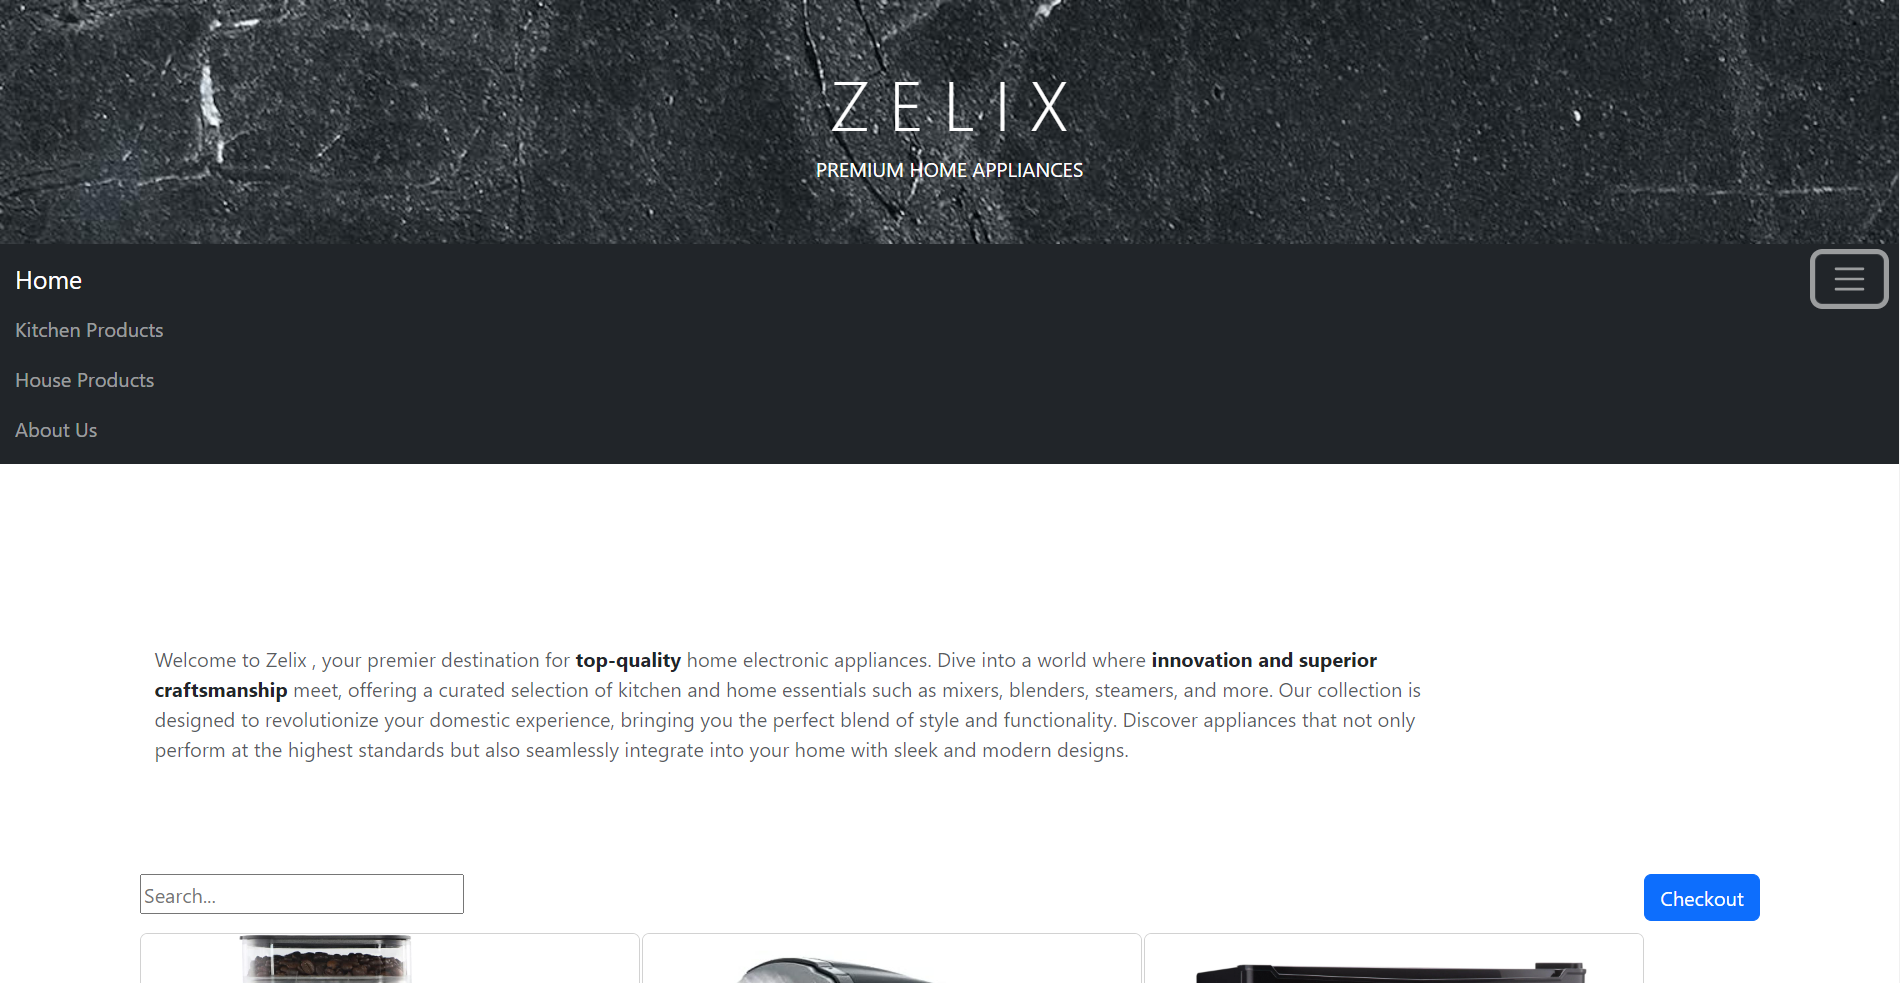 ZELIX
PREMIUM HOME APPLIANCES
Home
Kitchen Products
House Products
About Us
Welcome to Zelix , your premier destination for top-quality home electronic appliances. Dive into a world where innovation and superior
craftsmanship meet, offering a curated selection of kitchen and home essentials such as mixers, blenders, steamers, and more. Our collection is
designed to revolutionize your domestic experience, bringing you the perfect blend of style and functionality. Discover appliances that not only
perform at the highest standards but also seamlessly integrate into your home with sleek and modern designs.
Search...
Checkout